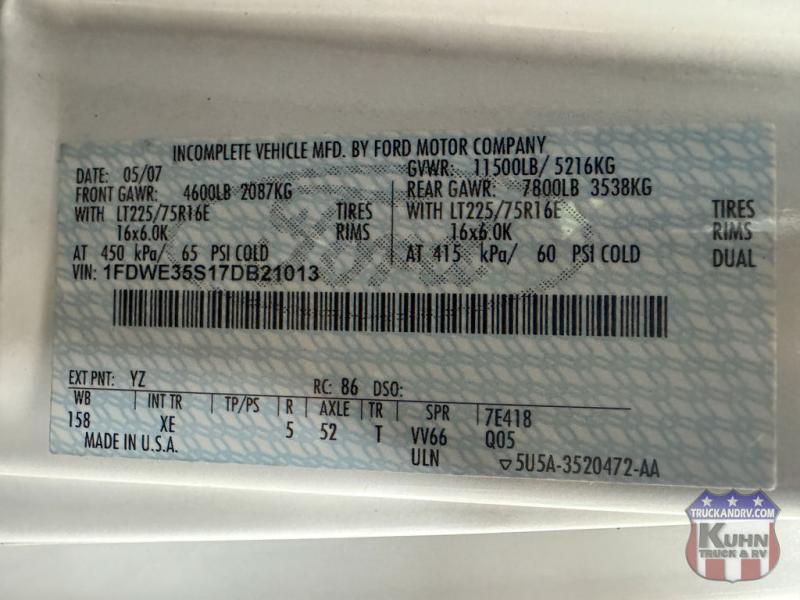 INCOMPLETE VEHICLE MFD. BY FORD MOTOR COMPANY
DATE: 05/07 GVWR: 11500LB/ 5216KG
FRONT GAWR: 4600LB 2087KG REAR GAWR: 7800LB 3538KG
WITH LT225/75R16E TIRES WITH LT225/75R16E TIRES
16x6.0K RIMS 16x6.0K RIMS
AT 450 kPa/ 65 PSI COLD AT 415 kPa/ 60 PSI COLD DUAL
VIN: 1FDWE35S17DB21013
EXT PNT: YZ RC: 86 DSO:
WB INT TR TP/PS R AXLE TR SPR 7E418
158 XE 5 52 T VV66 Q05
MADE IN U.S.A. ULN ▽5U5A-3520472-AA
TRUCKANDRV.COM
KUHN
TRUCK & RV